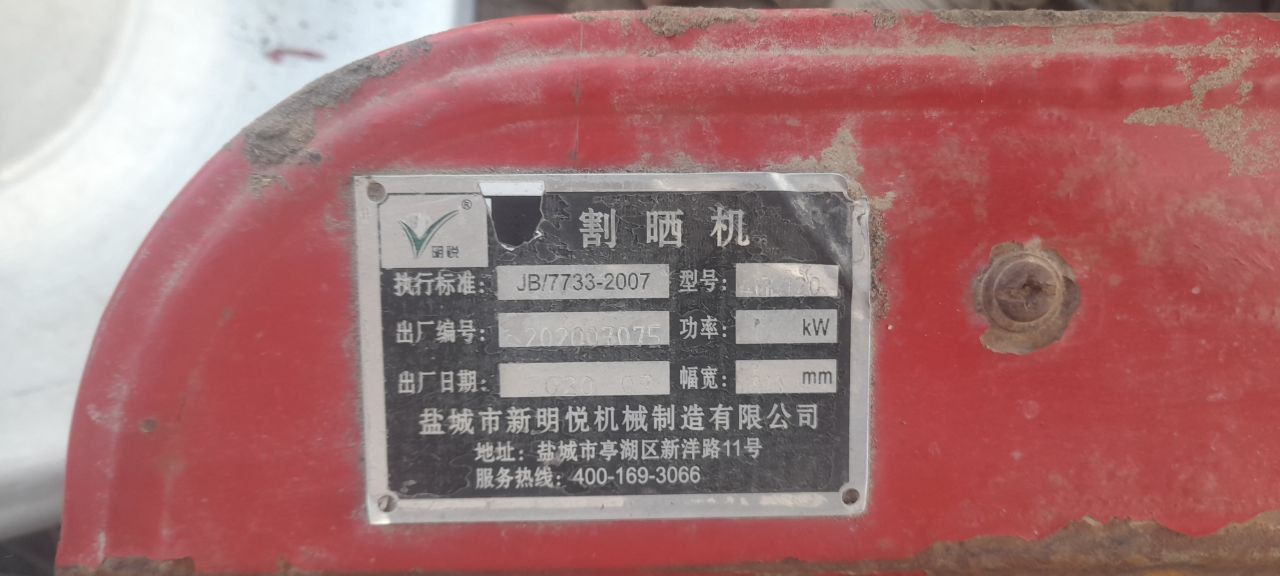 明悦 ®
割晒机
执行标准: JB/7733-2007 型号:
出厂编号: 202003075 功率: kW
出厂日期: 幅宽: mm
盐城市新明悦机械制造有限公司
地址: 盐城市亭湖区新洋路11号
服务热线: 400-169-3066